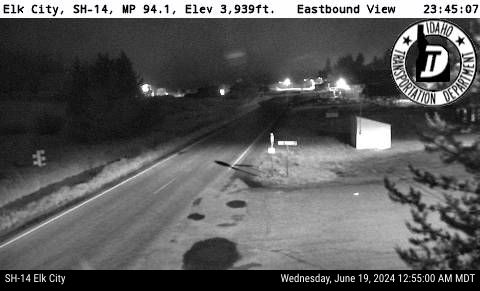 Elk City, SH-14, MP 94.1, Elev 3,939ft. Eastbound View 23:45:07
IDAHO
TRANSPORTATION DEPARTMENT
SH-14 Elk City Wednesday, June 19, 2024 12:55:00 AM MDT